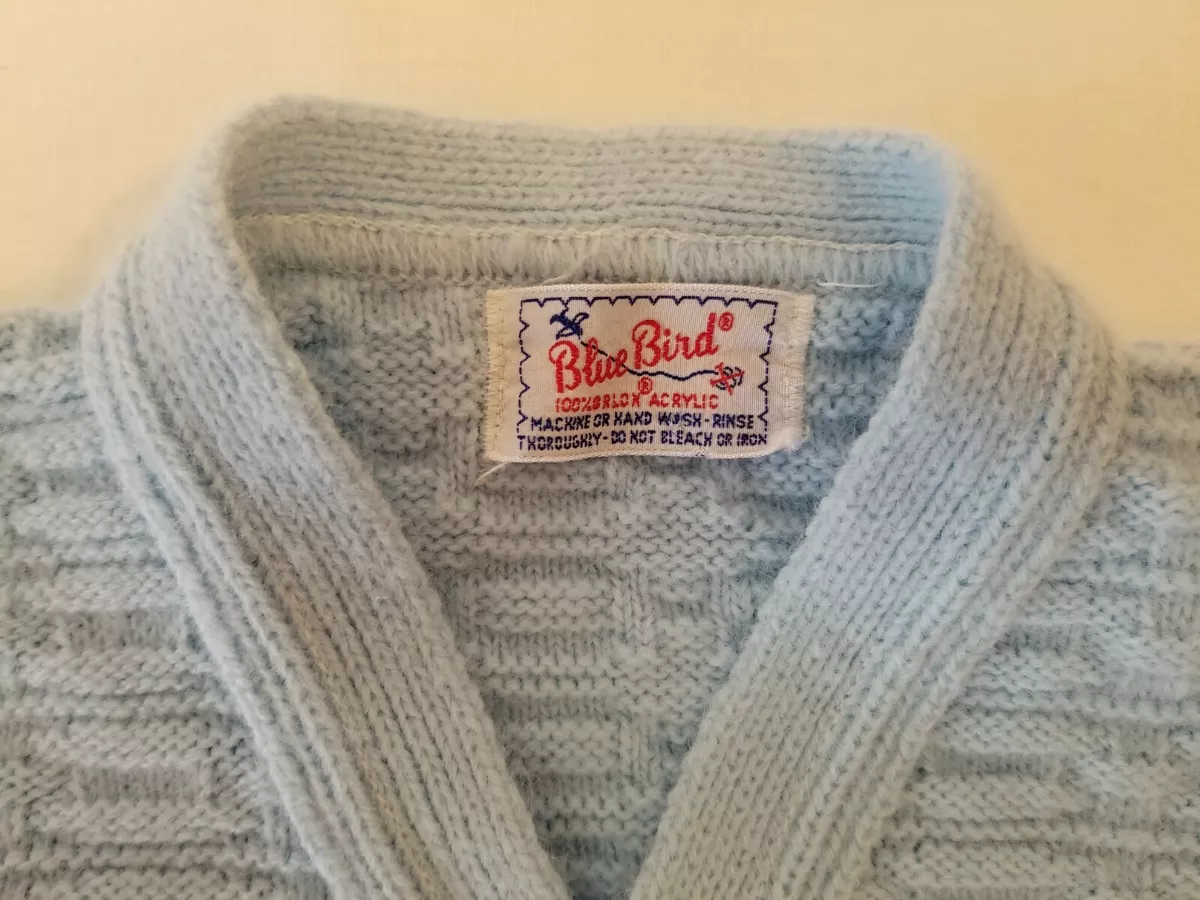 Blue Bird®
®
100% ORLON ACRYLIC
MACHINE OR HAND WASH - RINSE
THOROUGHLY - DO NOT BLEACH OR IRON